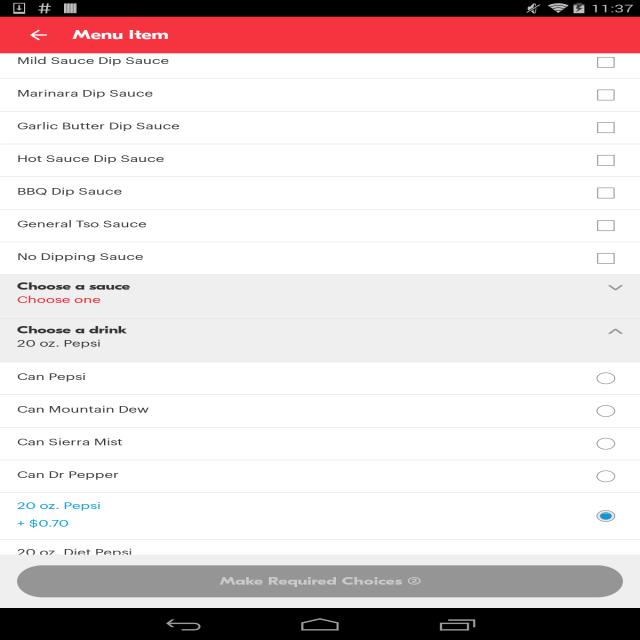 11:37
Menu Item
Mild Sauce Dip Sauce
Marinara Dip Sauce
Garlic Butter Dip Sauce
Hot Sauce Dip Sauce
BBQ Dip Sauce
General Tso Sauce
No Dipping Sauce
Choose a sauce
Choose one
Choose a drink
20 oz. Pepsi
Can Pepsi
Can Mountain Dew
Can Sierra Mist
Can Dr Pepper
20 oz. Pepsi
+ $0.70
20 oz. Diet Pepsi
Make Required Choices ②